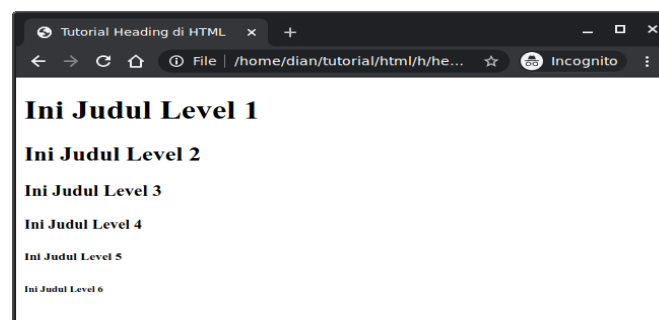 Tutorial Heading di HTML
File | /home/dian/tutorial/html/h/he... Incognito
Ini Judul Level 1
Ini Judul Level 2
Ini Judul Level 3
Ini Judul Level 4
Ini Judul Level 5
Ini Judul Level 6